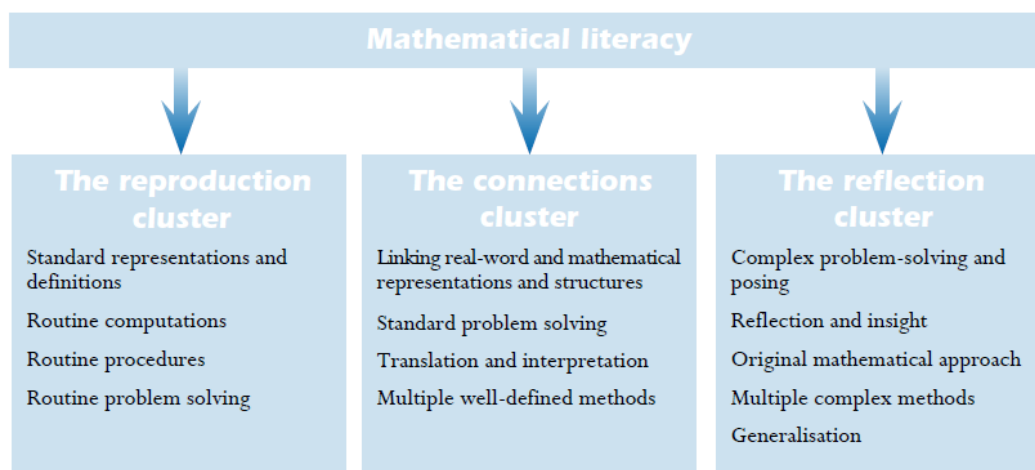 Mathematical literacy
The reproduction
cluster
Standard representations and
definitions
Routine computations
Routine procedures
Routine problem solving
The connections
cluster
Linking real-word and mathematical
representations and structures
Standard problem solving
Translation and interpretation
Multiple well-defined methods
The reflection
cluster
Complex problem-solving and
posing
Reflection and insight
Original mathematical approach
Multiple complex methods
Generalisation